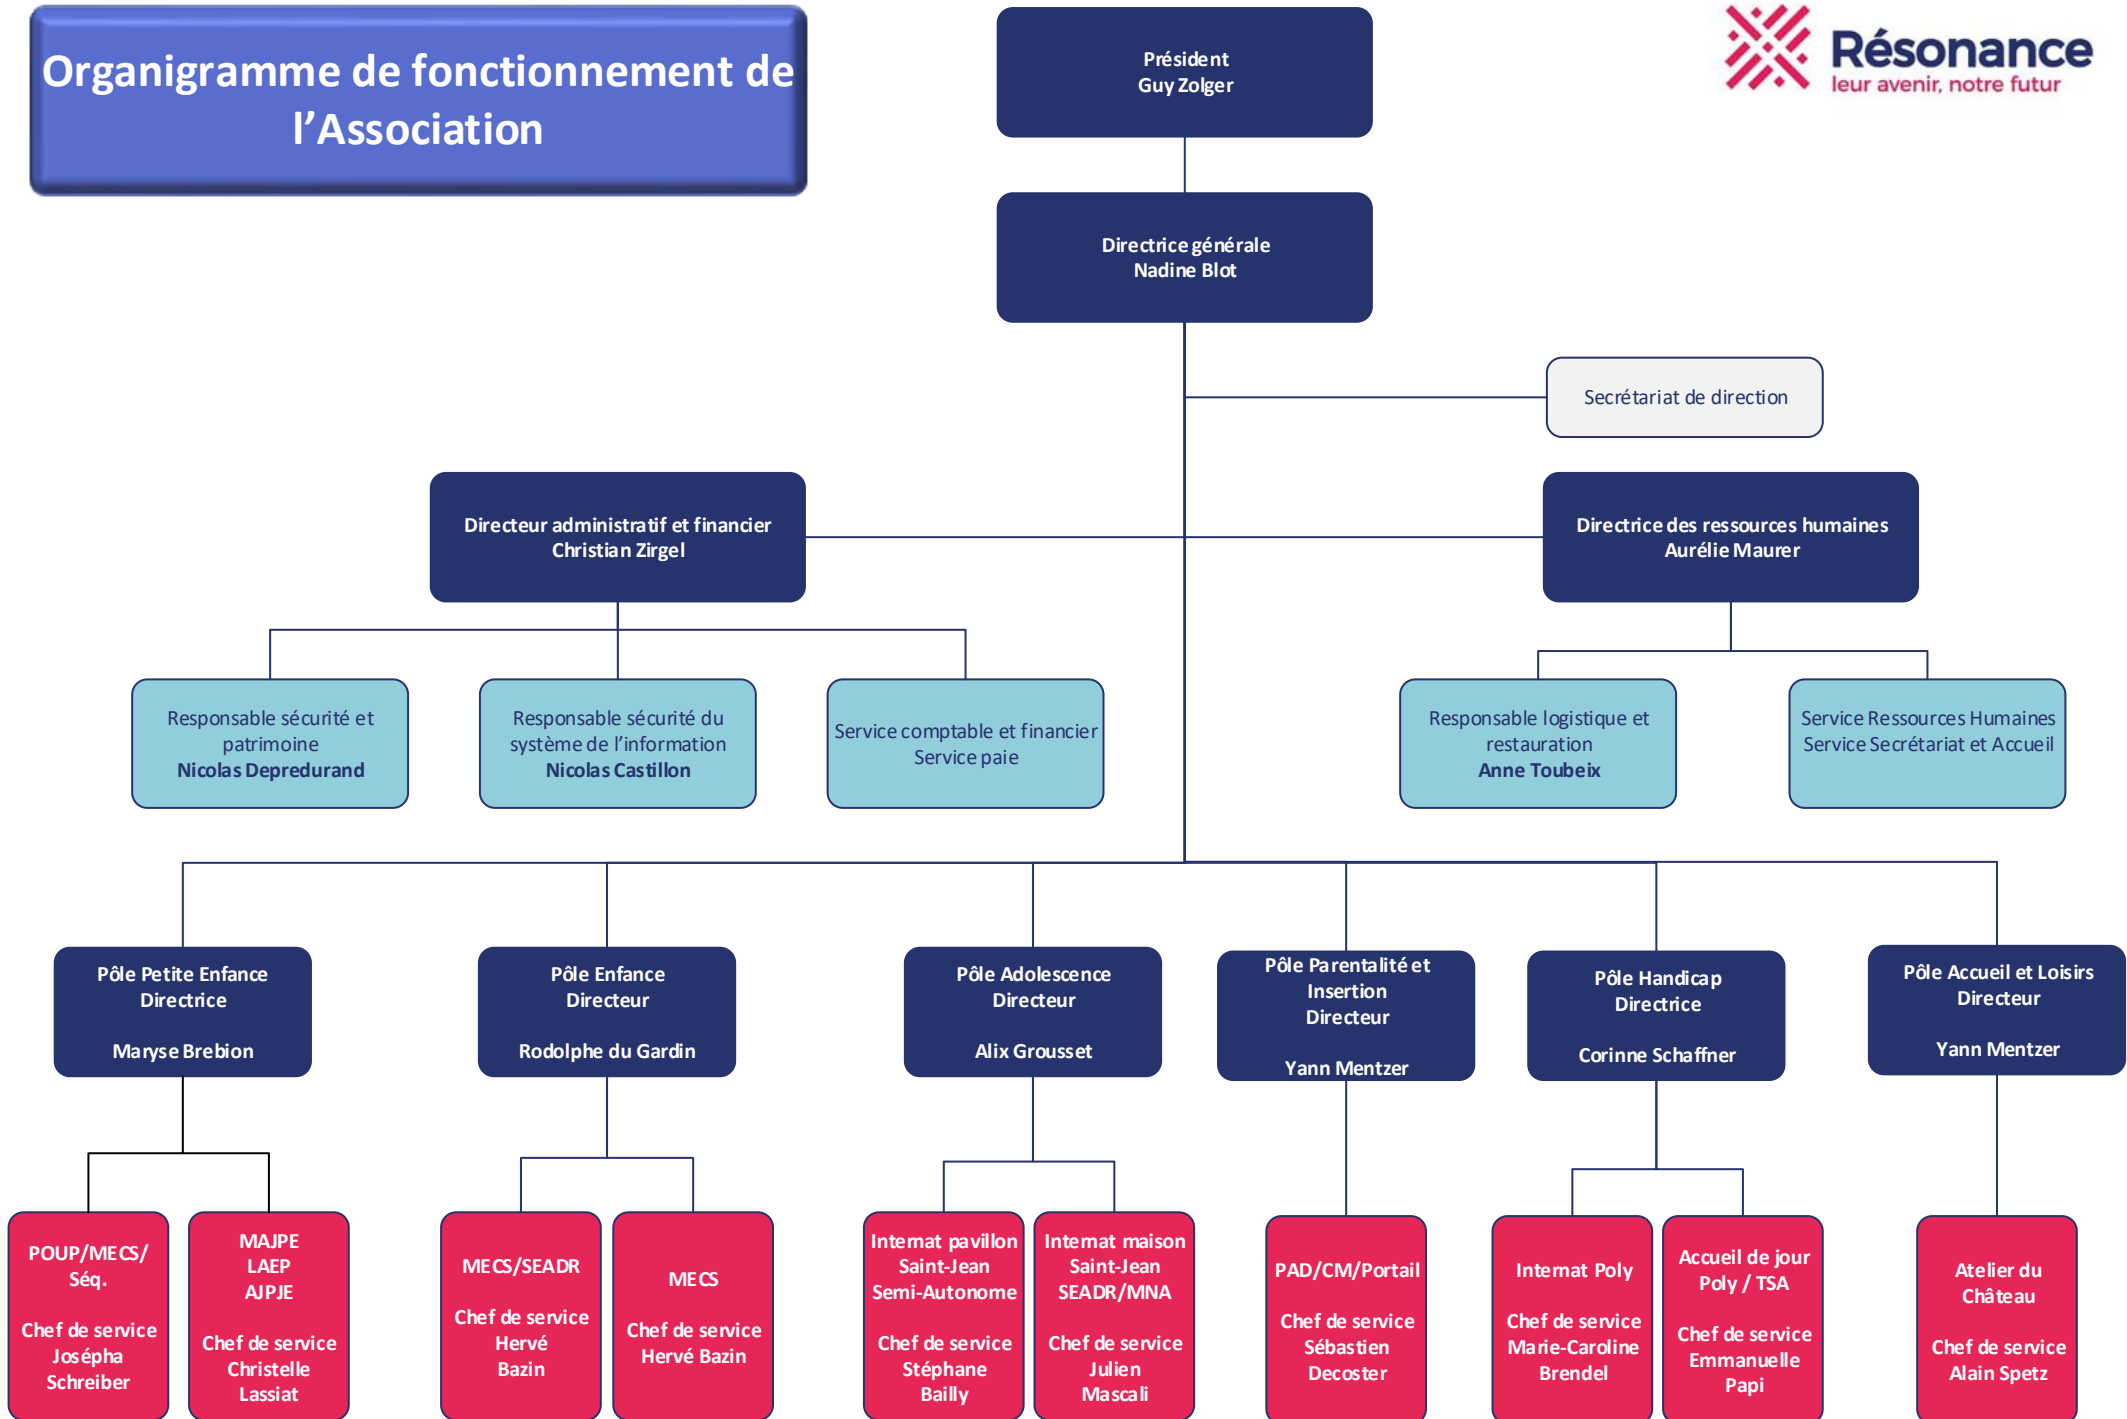 Organigramme de fonctionnement de
l’Association
Président
Guy Zolger
Résonance
leur avenir, notre futur
Directrice générale
Nadine Blot
Secrétariat de direction
Directeur administratif et financier
Christian Zirgel
Directrice des ressources humaines
Aurélie Maurer
Responsable sécurité et
patrimoine
Nicolas Depredurand
Responsable sécurité du
système de l’information
Nicolas Castillon
Service comptable et financier
Service paie
Responsable logistique et
restauration
Anne Toubeix
Service Ressources Humaines
Service Secrétariat et Accueil
Pôle Petite Enfance
Directrice
Maryse Brebion
Pôle Enfance
Directeur
Rodolphe du Gardin
Pôle Adolescence
Directeur
Alix Grousset
Pôle Parentalité et
Insertion
Directeur
Yann Mentzer
Pôle Handicap
Directrice
Corinne Schaffner
Pôle Accueil et Loisirs
Directeur
Yann Mentzer
POUP/MECS/
Séq.
Chef de service
Josépha
Schreiber
MAJPE
LAEP
AJPJE
Chef de service
Christelle
Lassiat
MECS/SEADR
Chef de service
Hervé
Bazin
MECS
Chef de service
Hervé Bazin
Internat pavillon
Saint-Jean
Semi-Autonome
Chef de service
Stéphane
Bailly
Internat maison
Saint-Jean
SEADR/MNA
Chef de service
Julien
Mascali
PAD/CM/Portail
Chef de service
Sébastien
Decoster
Internat Poly
Chef de service
Marie-Caroline
Brendel
Accueil de jour
Poly / TSA
Chef de service
Emmanuelle
Papi
Atelier du
Château
Chef de service
Alain Spetz